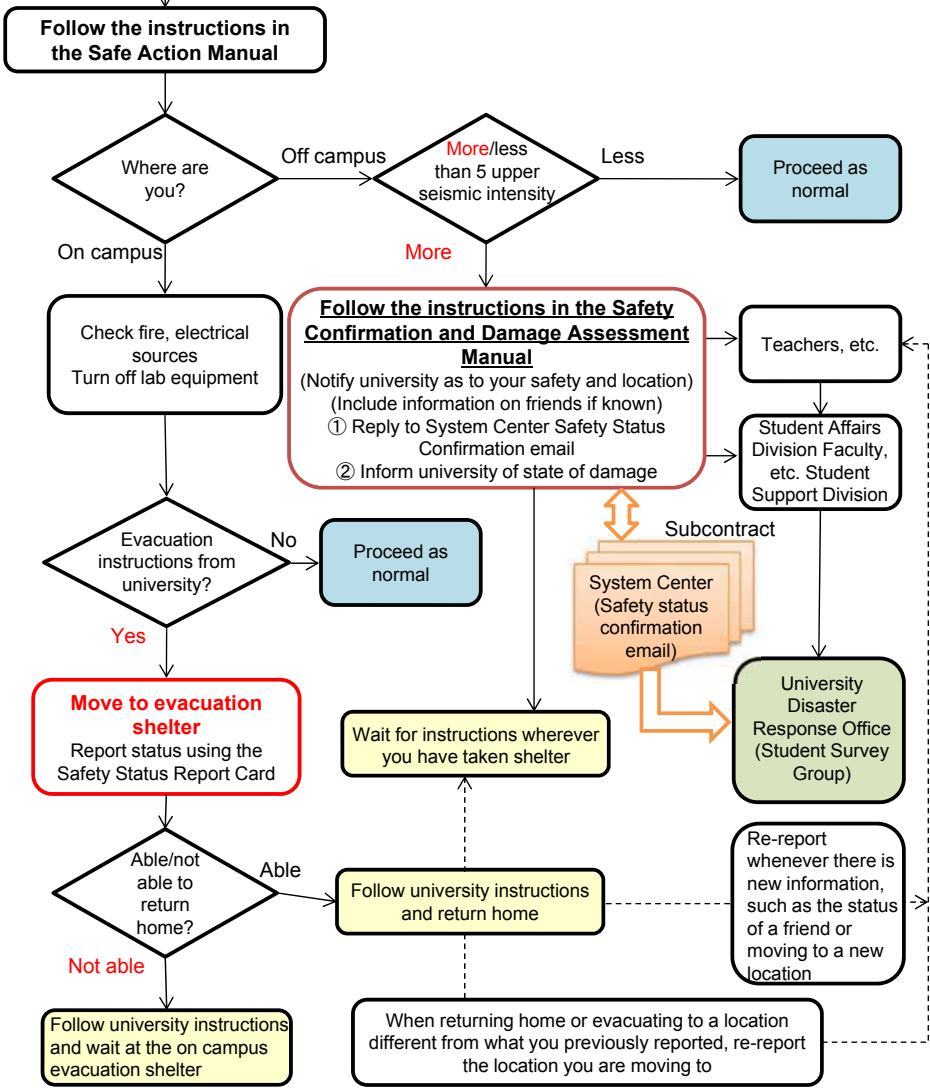 Follow the instructions in
the Safe Action Manual
Where are
you?
Off campus
More/less
than 5 upper
seismic intensity
Less
Proceed as
normal
On campus
More
Check fire, electrical
sources
Turn off lab equipment
Follow the instructions in the Safety
Confirmation and Damage Assessment
Manual
(Notify university as to your safety and location)
(Include information on friends if known)
① Reply to System Center Safety Status
Confirmation email
② Inform university of state of damage
Teachers, etc.
Student Affairs
Division Faculty,
etc. Student
Support Division
Evacuation
instructions from
university?
No
Proceed as
normal
Subcontract
System Center
(Safety status
confirmation
email)
Yes
Move to evacuation
shelter
Report status using the
Safety Status Report Card
Wait for instructions wherever
you have taken shelter
University
Disaster
Response Office
(Student Survey
Group)
Able/not
able to
return
home?
Able
Follow university instructions
and return home
Re-report
whenever there is
new information,
such as the status
of a friend or
moving to a new
location
Not able
Follow university instructions
and wait at the on campus
evacuation shelter
When returning home or evacuating to a location
different from what you previously reported, re-report
the location you are moving to